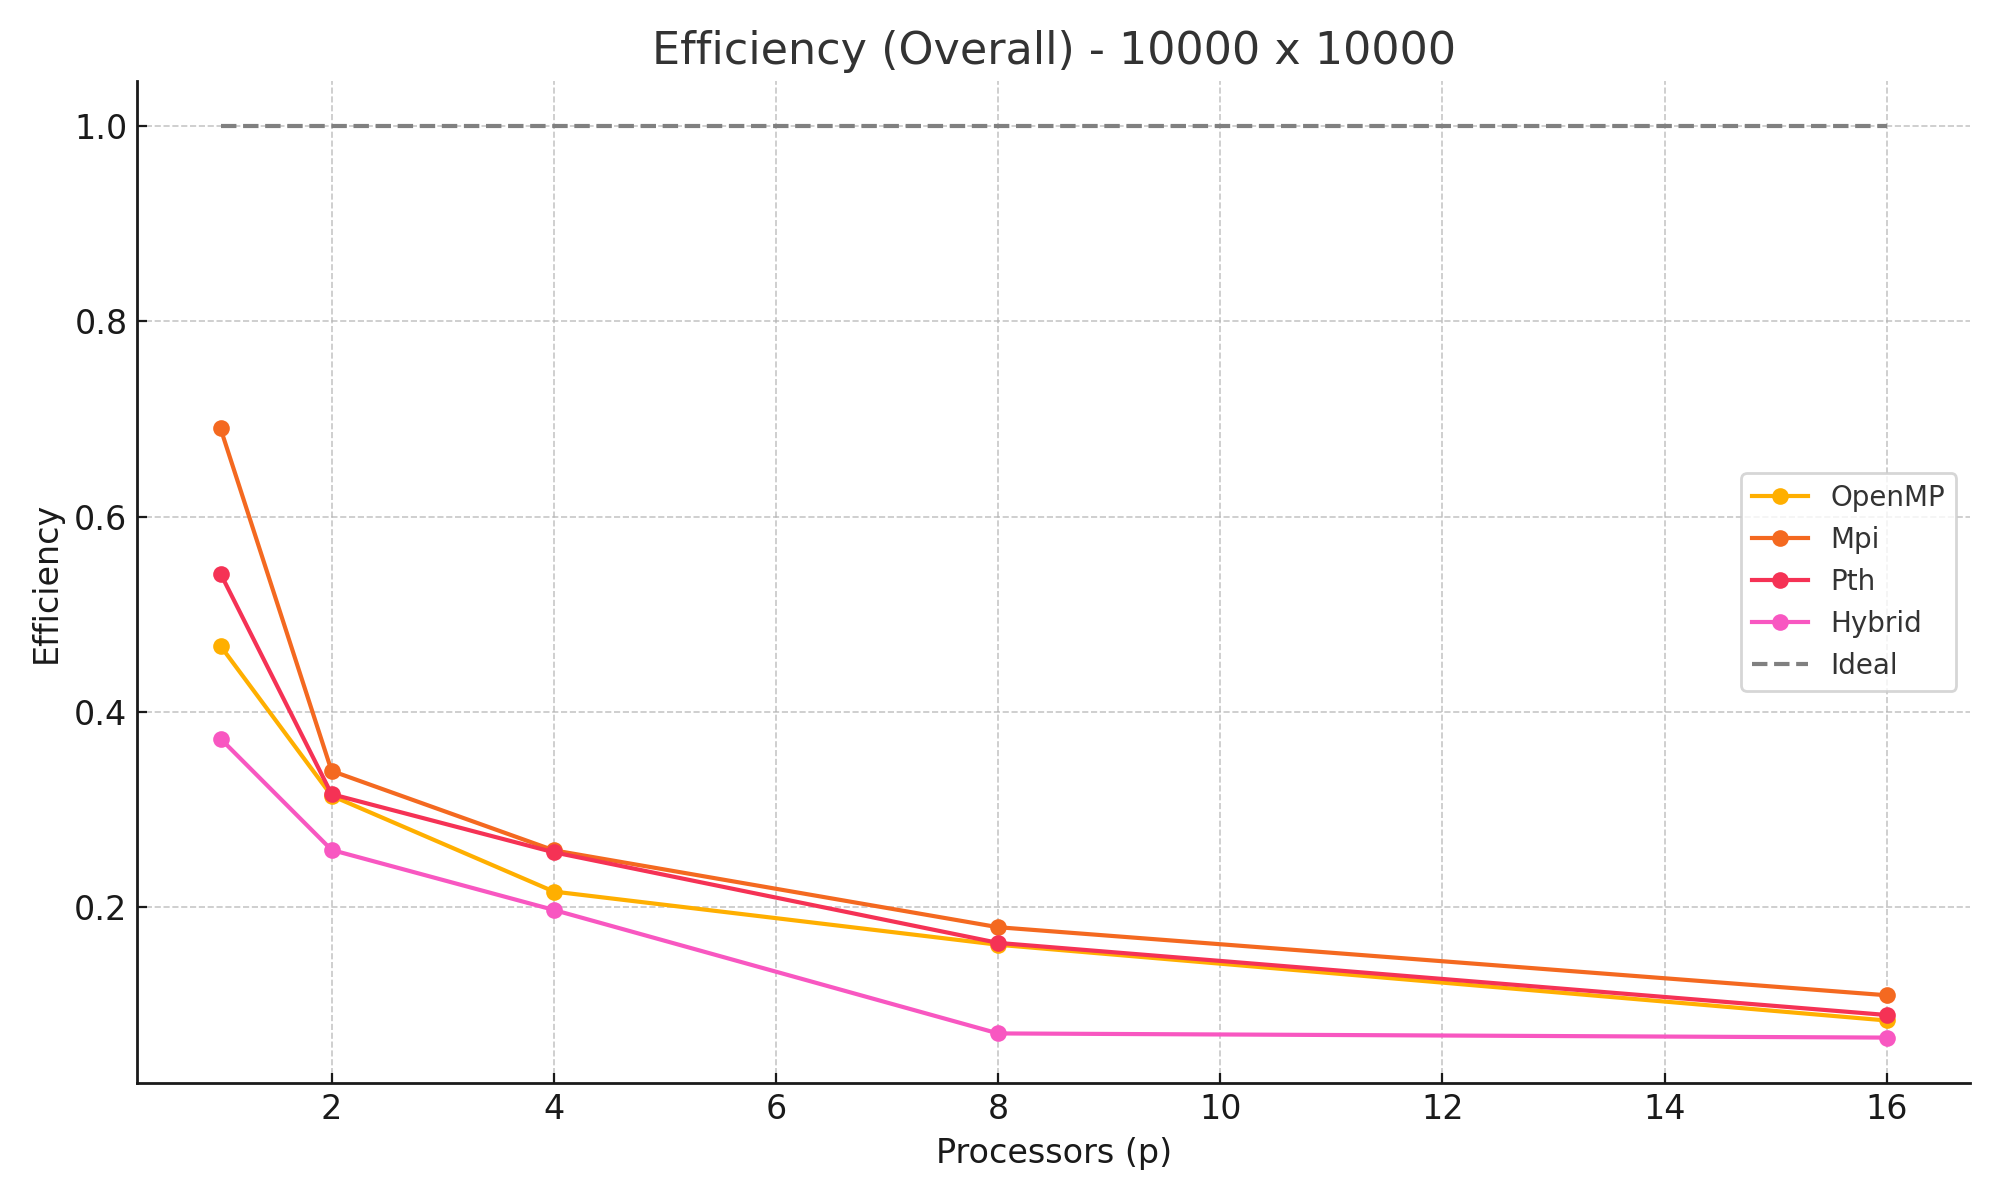 Efficiency (Overall) - 10000 x 10000
Efficiency
1.0
0.8
0.6
0.4
0.2
OpenMP
Mpi
Pth
Hybrid
Ideal
2 4 6 8 10 12 14 16
Processors (p)